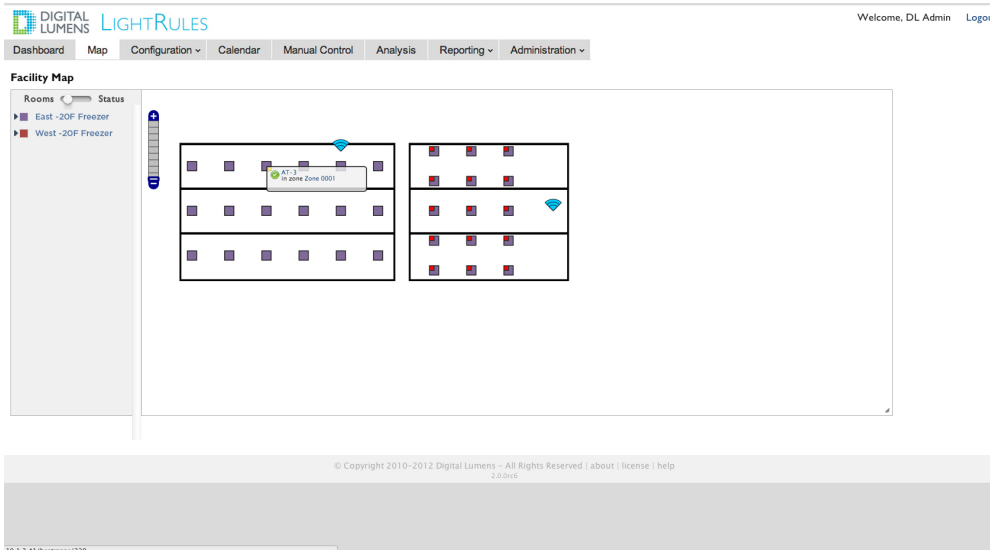 DIGITAL
LUMENS LIGHTRULES
Welcome, DL Admin Logou
Dashboard Map Configuration Calendar Manual Control Analysis Reporting Administration
Facility Map
Rooms Status
East -20F Freezer
West -20F Freezer
AT-3
in zone Zone 0001
© Copyright 2010-2012 Digital Lumens - All Rights Reserved | about | license | help
2.0.0rc6